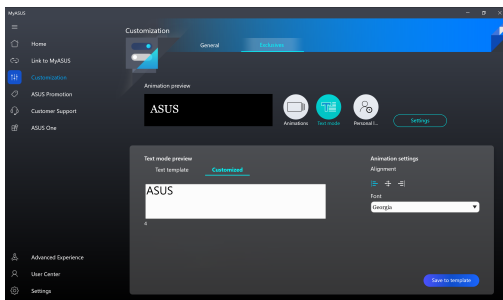 MyASUS
Customization
Home
General
Link to MyASUS
Customization
Animation preview
ASUS Promotion
ASUS
Customer Support
Animations
Text mode
Personal I...
Settings
ASUS One
Text mode preview
Animation settings
Text template
Customized
Alignment
ASUS
Font
Georgia
4
Advanced Experience
User Center
Save to template
Settings